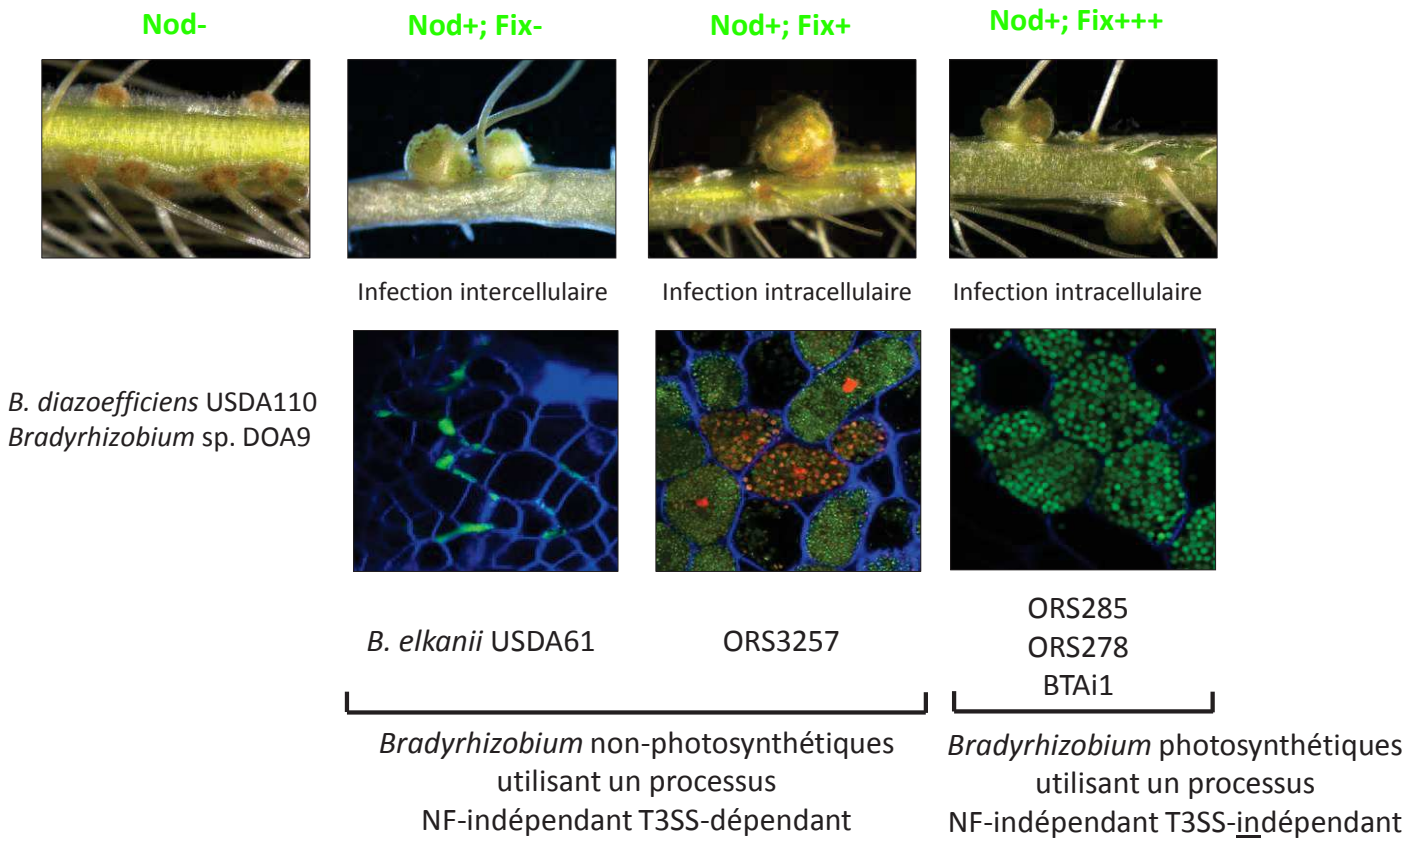 Nod-
Nod+; Fix-
Nod+; Fix+
Nod+; Fix+++
Infection intercellulaire
Infection intracellulaire
Infection intracellulaire
B. diazoefficiens USDA110
Bradyrhizobium sp. DOA9
B. elkanii USDA61
ORS3257
ORS285
ORS278
BTAi1
Bradyrhizobium non-photosynthétiques
utilisant un processus
NF-indépendant T3SS-dépendant
Bradyrhizobium photosynthétiques
utilisant un processus
NF-indépendant T3SS-indépendant